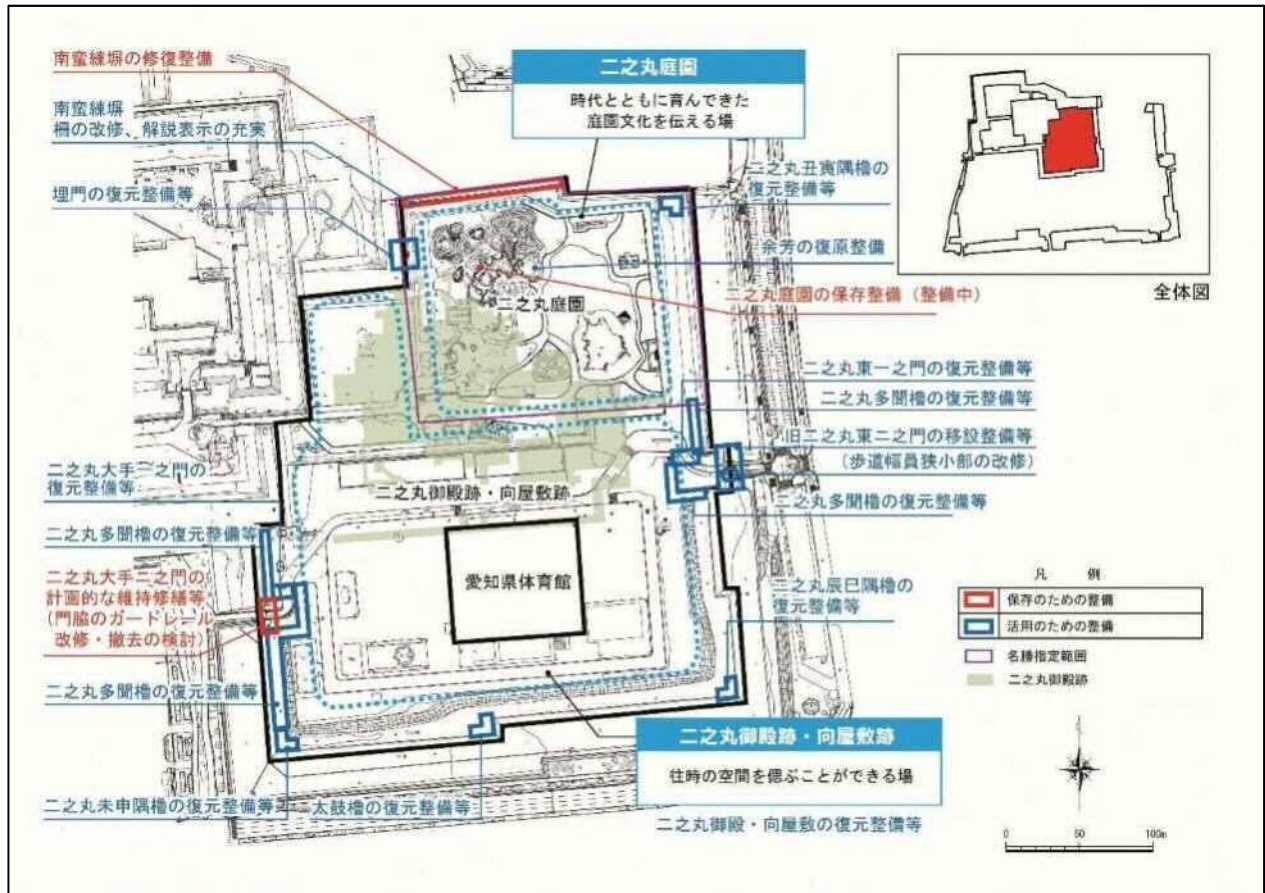 南蛮練塀の修復整備
南蛮練塀
柵の改修、解説表示の充実
埋門の復元整備等
二之丸庭園
時代とともに育んできた
庭園文化を伝える場
二之丸丑寅隅櫓の
復元整備等
余芳の復原整備
二之丸庭園の保存整備（整備中）
二之丸庭園
全体図
二之丸東一之門の復元整備等
二之丸多聞櫓の復元整備等
旧二之丸東二之門の移設整備等
（歩道幅員狭小部の改修）
二之丸多聞櫓の復元整備等
二之丸大手一之門の
復元整備等
二之丸御殿跡・向屋敷跡
二之丸多聞櫓の復元整備等
二之丸大手二之門の
計画的な維持修繕等
（門脇のガードレール
改修・撤去の検討）
愛知県体育館
二之丸辰巳隅櫓の
復元整備等
二之丸多聞櫓の復元整備等
二之丸未申隅櫓の復元整備等
太鼓櫓の復元整備等
二之丸御殿跡・向屋敷跡
往時の空間を偲ぶことができる場
二之丸御殿・向屋敷の復元整備等
凡 例
保存のための整備
活用のための整備
名勝指定範囲
二之丸御殿跡
0 50 100m